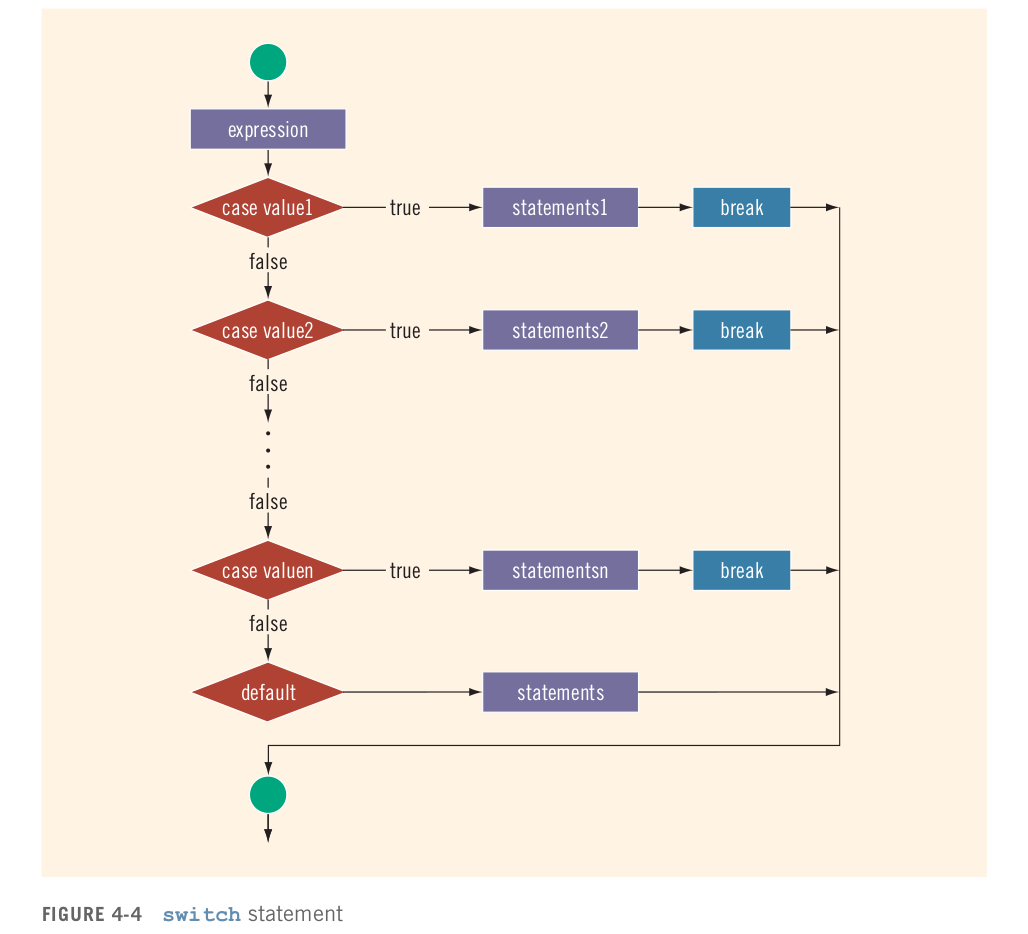 expression
case value1 true statements1 break
false
case value2 true statements2 break
false
false
case valuen true statementsn break
false
default statements
FIGURE 4-4 switch statement